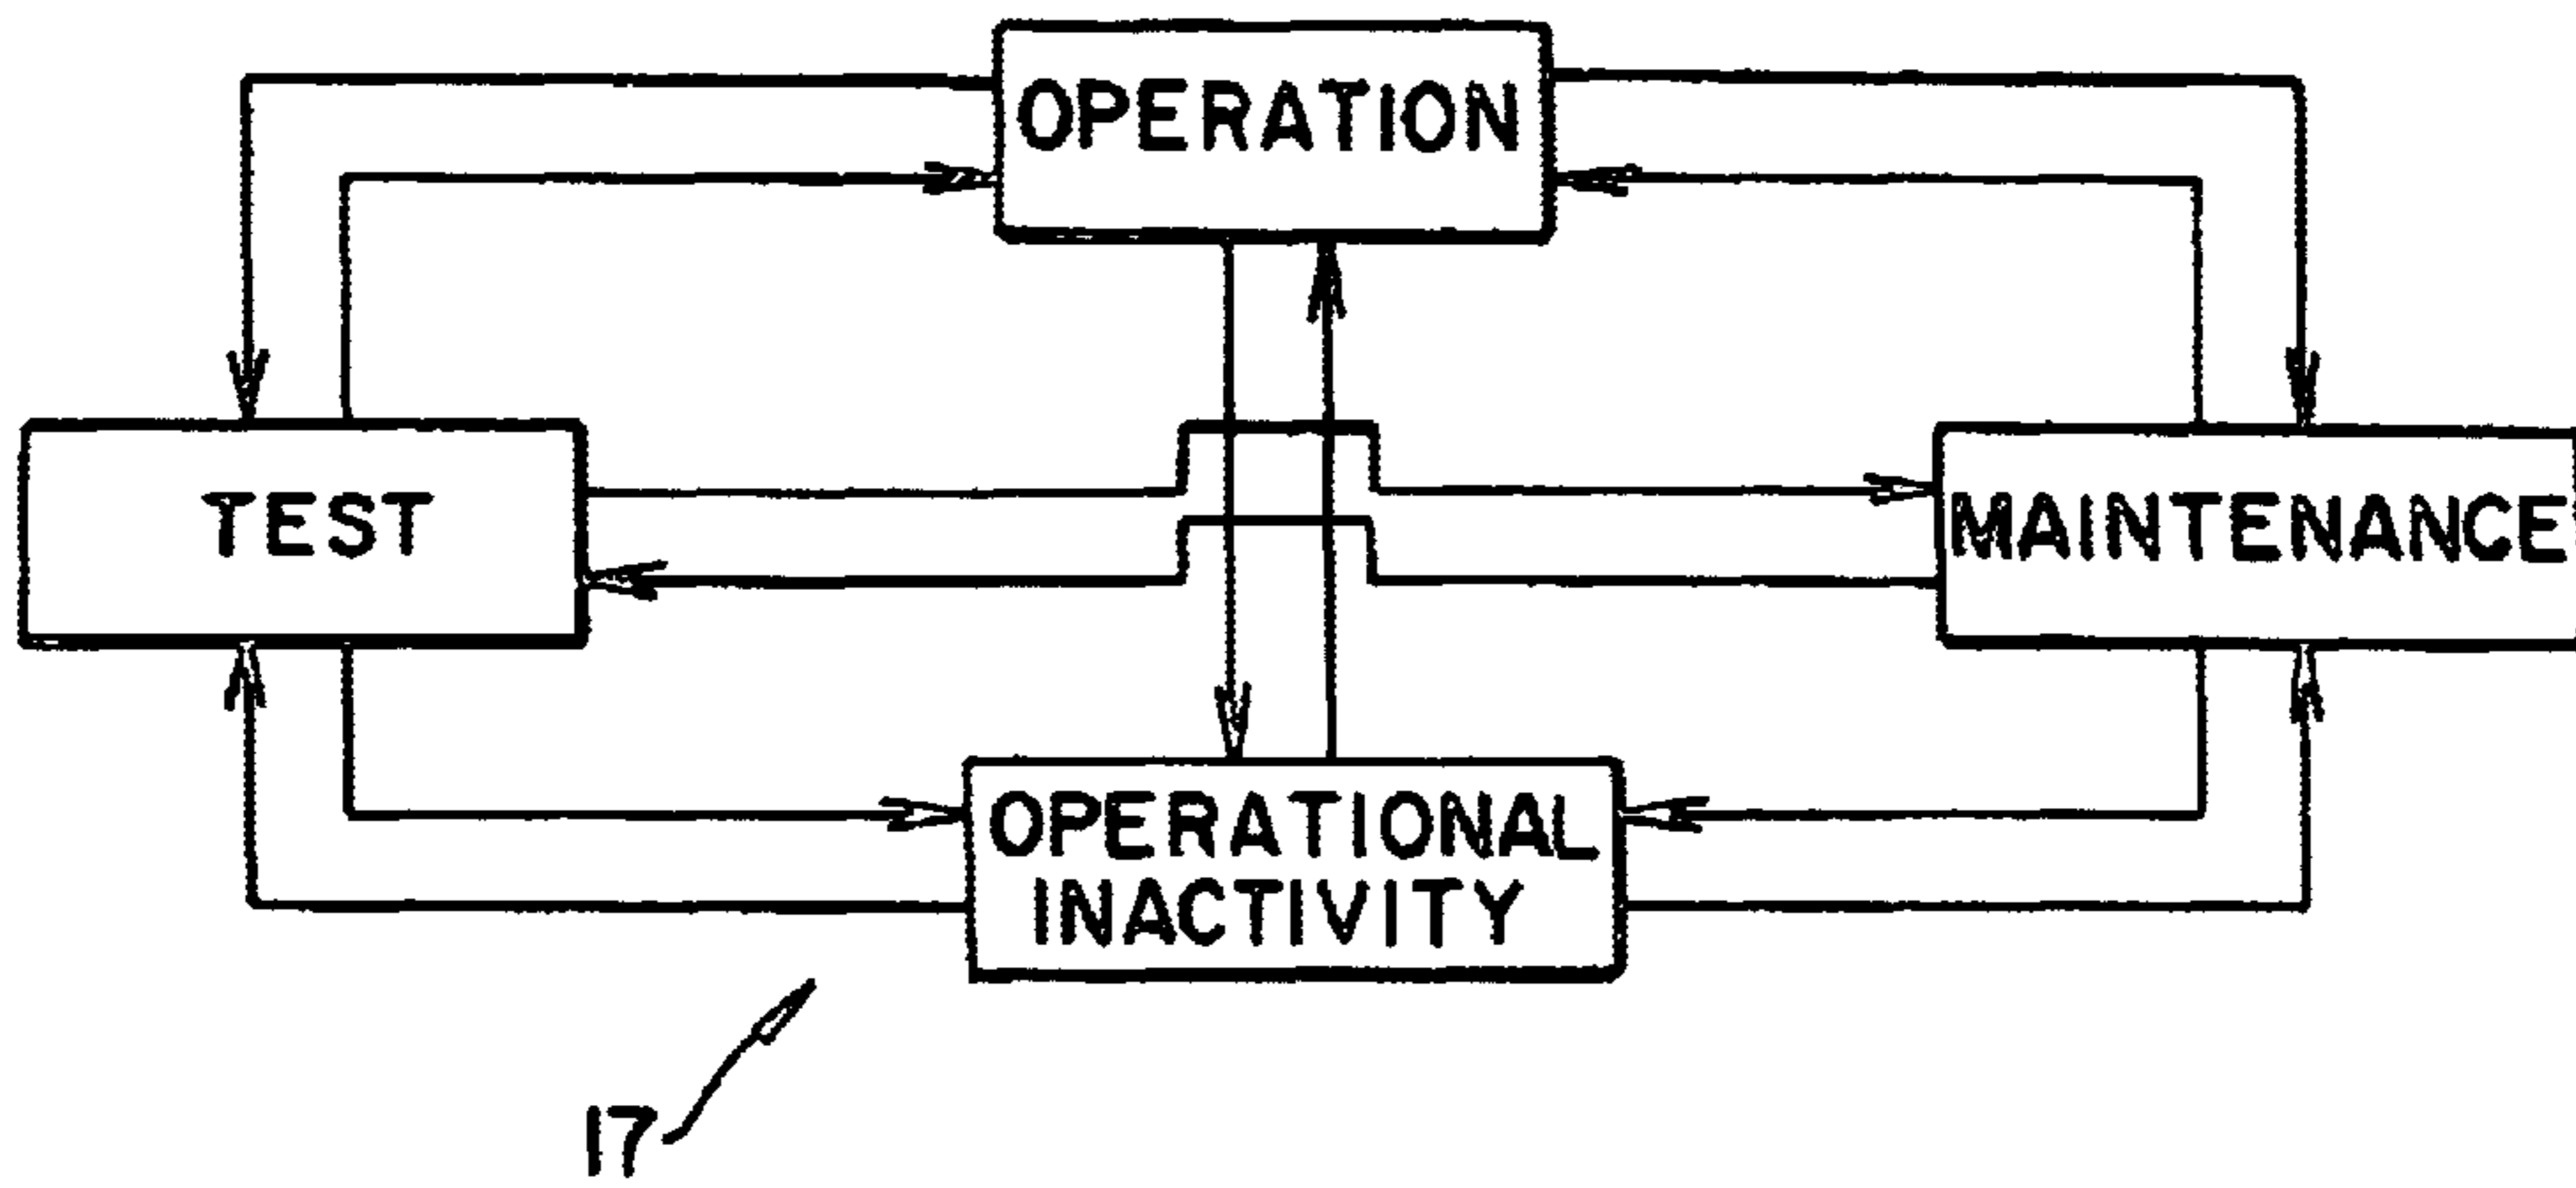 OPERATION
TEST
MAINTENANCE
OPERATIONAL
INACTIVITY
17